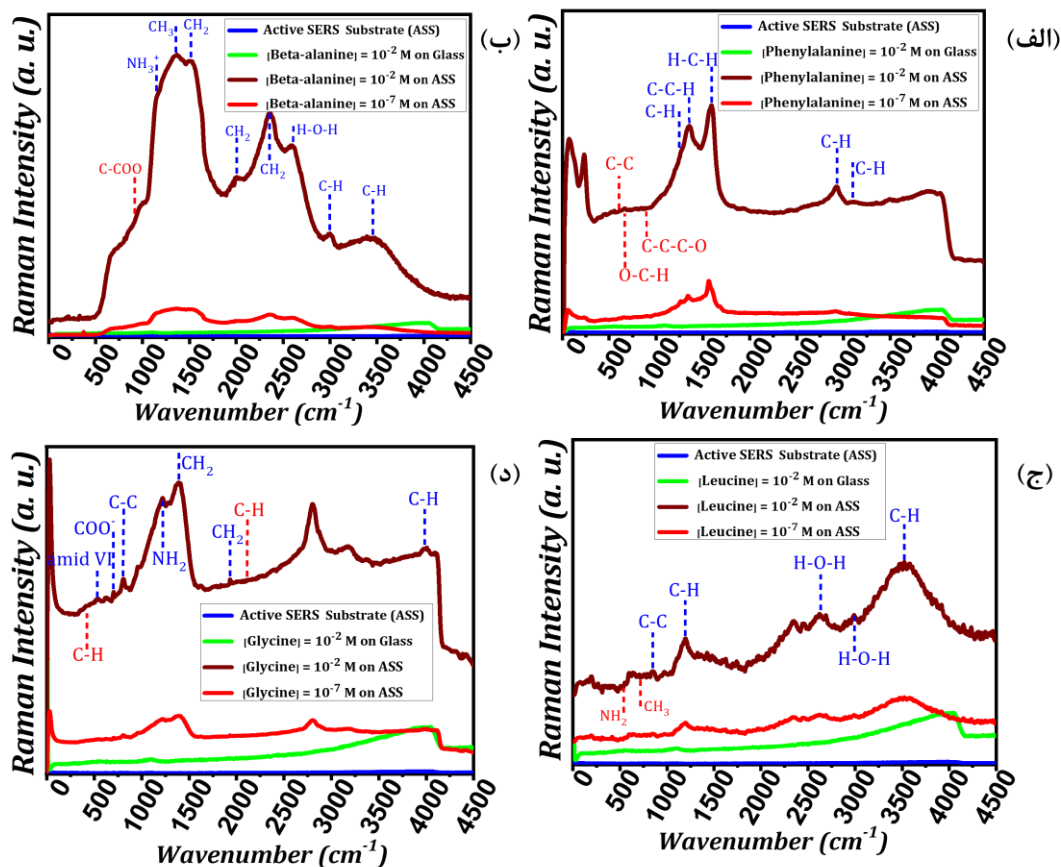 (الف)
Active SERS Substrate (ASS)
[Phenylalanine] = 10⁻² M on Glass
[Phenylalanine] = 10⁻² M on ASS
[Phenylalanine] = 10⁻⁷ M on ASS
H-C-H
C-C-H
C-H
C-C
O-C-H
C-C-C-O
C-H
C-H
Raman Intensity (a. u.)
0 500 1000 1500 2000 2500 3000 3500 4000 4500
Wavenumber (cm⁻¹)
(ب)
Active SERS Substrate (ASS)
[Beta-alanine] = 10⁻² M on Glass
[Beta-alanine] = 10⁻² M on ASS
[Beta-alanine] = 10⁻⁷ M on ASS
CH₃
CH₂
NH₃⁺
C-COO
CH₂
CH₂
H-O-H
C-H
C-H
Raman Intensity (a. u.)
0 500 1000 1500 2000 2500 3000 3500 4000 4500
Wavenumber (cm⁻¹)
(ج)
Active SERS Substrate (ASS)
[Leucine] = 10⁻² M on Glass
[Leucine] = 10⁻² M on ASS
[Leucine] = 10⁻⁷ M on ASS
NH₂
CH₃
C-C
C-H
H-O-H
H-O-H
C-H
Raman Intensity (a. u.)
0 500 1000 1500 2000 2500 3000 3500 4000 4500
Wavenumber (cm⁻¹)
(د)
CH₂
C-C
COO⁻
amid VI
C-H
NH₂
CH₂
C-H
C-H
Active SERS Substrate (ASS)
[Glycine] = 10⁻² M on Glass
[Glycine] = 10⁻² M on ASS
[Glycine] = 10⁻⁷ M on ASS
Raman Intensity (a. u.)
0 500 1000 1500 2000 2500 3000 3500 4000 4500
Wavenumber (cm⁻¹)